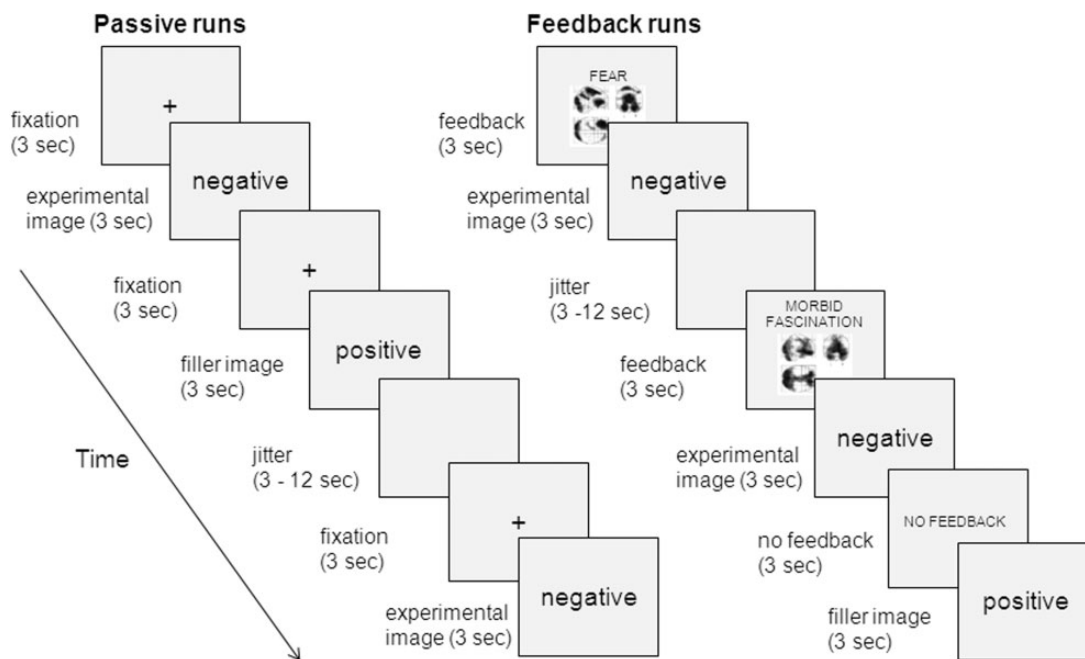 Passive runs
fixation
(3 sec)
+
experimental
image (3 sec)
negative
fixation
(3 sec)
+
filler image
(3 sec)
positive
jitter
(3 - 12 sec)
fixation
(3 sec)
+
experimental
image (3 sec)
negative
Time
Feedback runs
feedback
(3 sec)
FEAR
experimental
image (3 sec)
negative
jitter
(3 -12 sec)
feedback
(3 sec)
MORBID
FASCINATION
experimental
image (3 sec)
negative
no feedback
(3 sec)
NO FEEDBACK
filler image
(3 sec)
positive